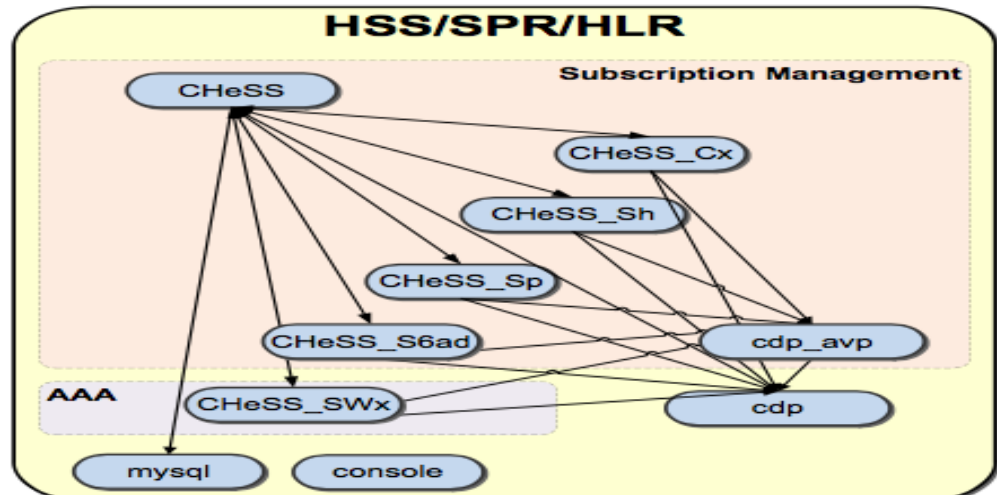 HSS/SPR/HLR
Subscription Management
CHeSS
CHeSS_Cx
CHeSS_Sh
CHeSS_Sp
CHeSS_S6ad
cdp_avp
AAA
CHeSS_SWx
cdp
mysql
console